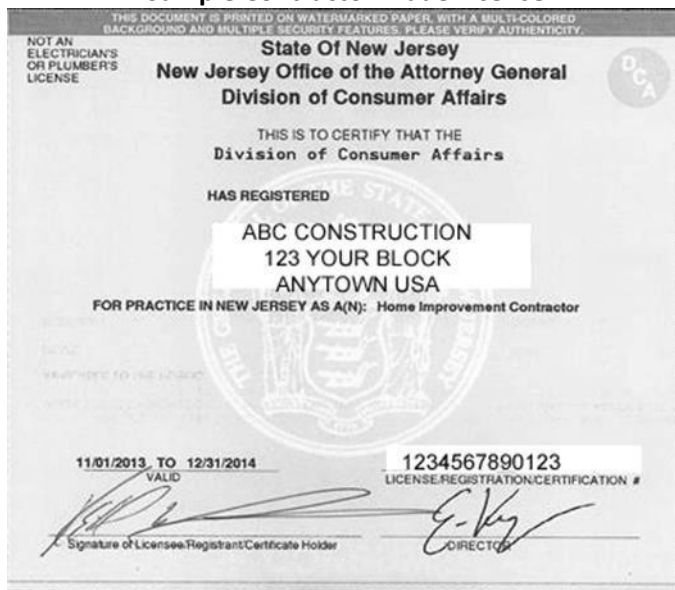 THIS DOCUMENT IS PRINTED ON WATERMARKED PAPER, WITH A MULTI-COLORED
BACKGROUND AND MULTIPLE SECURITY FEATURES. PLEASE VERIFY AUTHENTICITY.
NOT AN
ELECTRICIAN'S
OR PLUMBER'S
LICENSE
State Of New Jersey
New Jersey Office of the Attorney General
Division of Consumer Affairs
DCA
THIS IS TO CERTIFY THAT THE
Division of Consumer Affairs
HAS REGISTERED
ABC CONSTRUCTION
123 YOUR BLOCK
ANYTOWN USA
FOR PRACTICE IN NEW JERSEY AS A(N): Home Improvement Contractor
11/01/2013 TO 12/31/2014
VALID
1234567890123
LICENSE/REGISTRATION/CERTIFICATION #
Signature of Licensee/Registrant/Certificate Holder
DIRECTOR